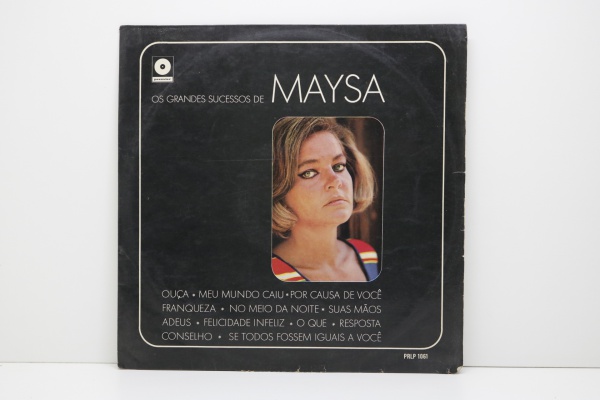 OS GRANDES SUCESSOS DE MAYSA
OUÇA • MEU MUNDO CAIU • POR CAUSA DE VOCÊ
FRANQUEZA • NO MEIO DA NOITE • SUAS MÃOS
ADEUS • FELICIDADE INFELIZ • O QUE • RESPOSTA
CONSELHO • SE TODOS FOSSEM IGUAIS A VOCÊ
PRLP 1061